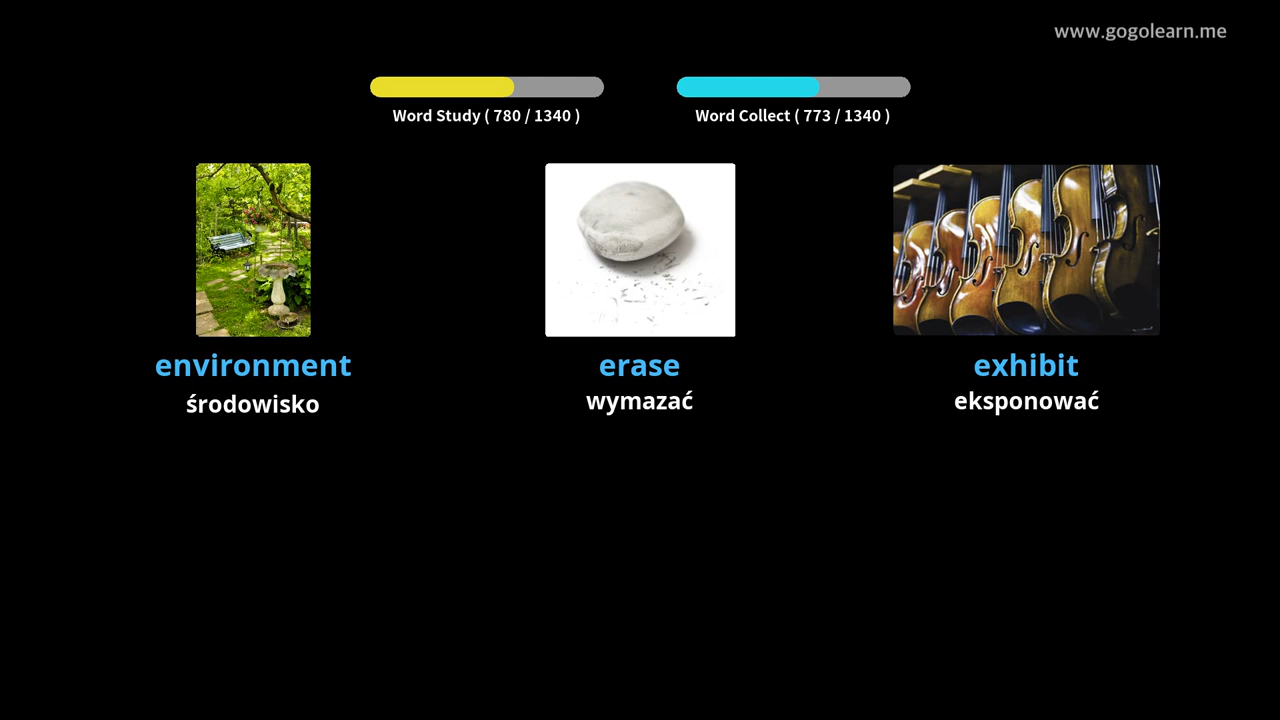 www.gogolearn.me
Word Study ( 780 / 1340 )
Word Collect ( 773 / 1340 )
environment
erase
exhibit
środowisko
wymazać
eksponować